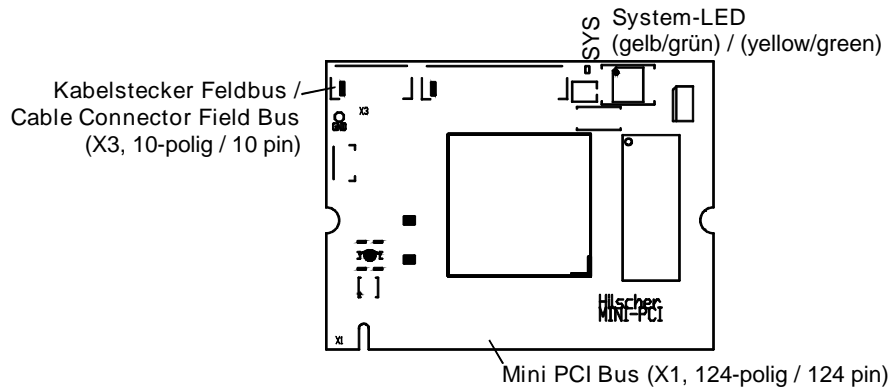 SYS
System-LED
(gelb/grün) / (yellow/green)
Kabelstecker Feldbus /
Cable Connector Field Bus
(X3, 10-polig / 10 pin)
X3
Hilscher
MINI-PCI
X1
Mini PCI Bus (X1, 124-polig / 124 pin)